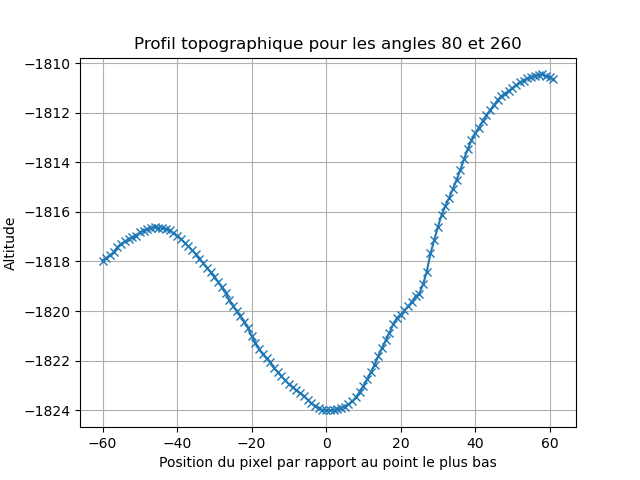 Profil topographique pour les angles 80 et 260
−1810
−1812
−1814
−1816
−1818
−1820
−1822
−1824
Altitude
−60 −40 −20 0 20 40 60
Position du pixel par rapport au point le plus bas